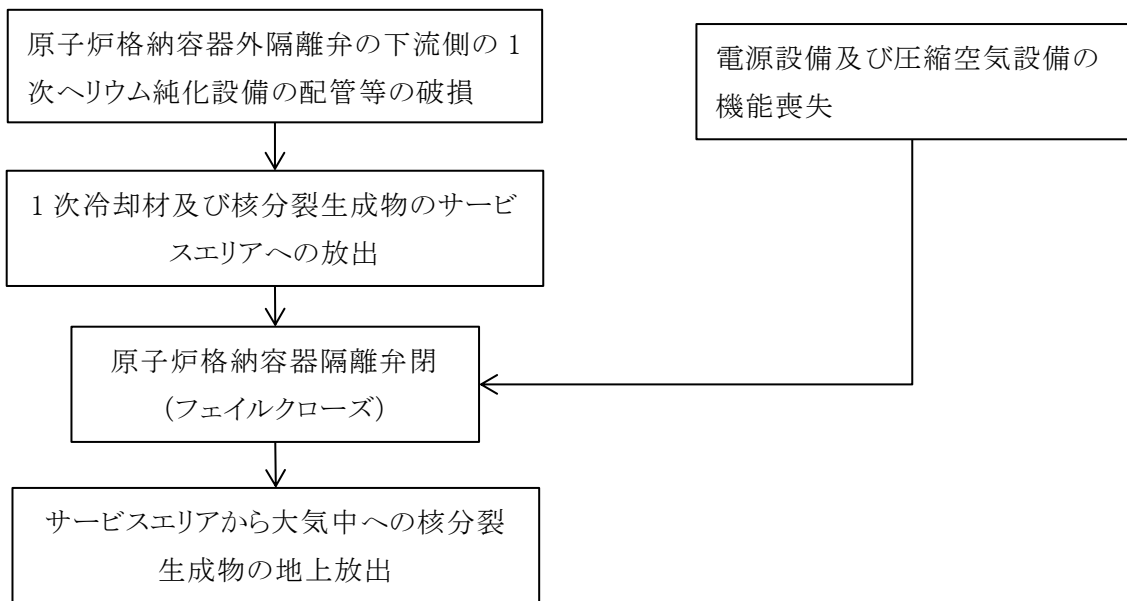 原子炉格納容器外隔離弁の下流側の 1
次ヘリウム純化設備の配管等の破損
電源設備及び圧縮空気設備の
機能喪失
1 次冷却材及び核分裂生成物のサービ
スエリアへの放出
原子炉格納容器隔離弁閉
(フェイルクローズ)
サービスエリアから大気中への核分裂
生成物の地上放出